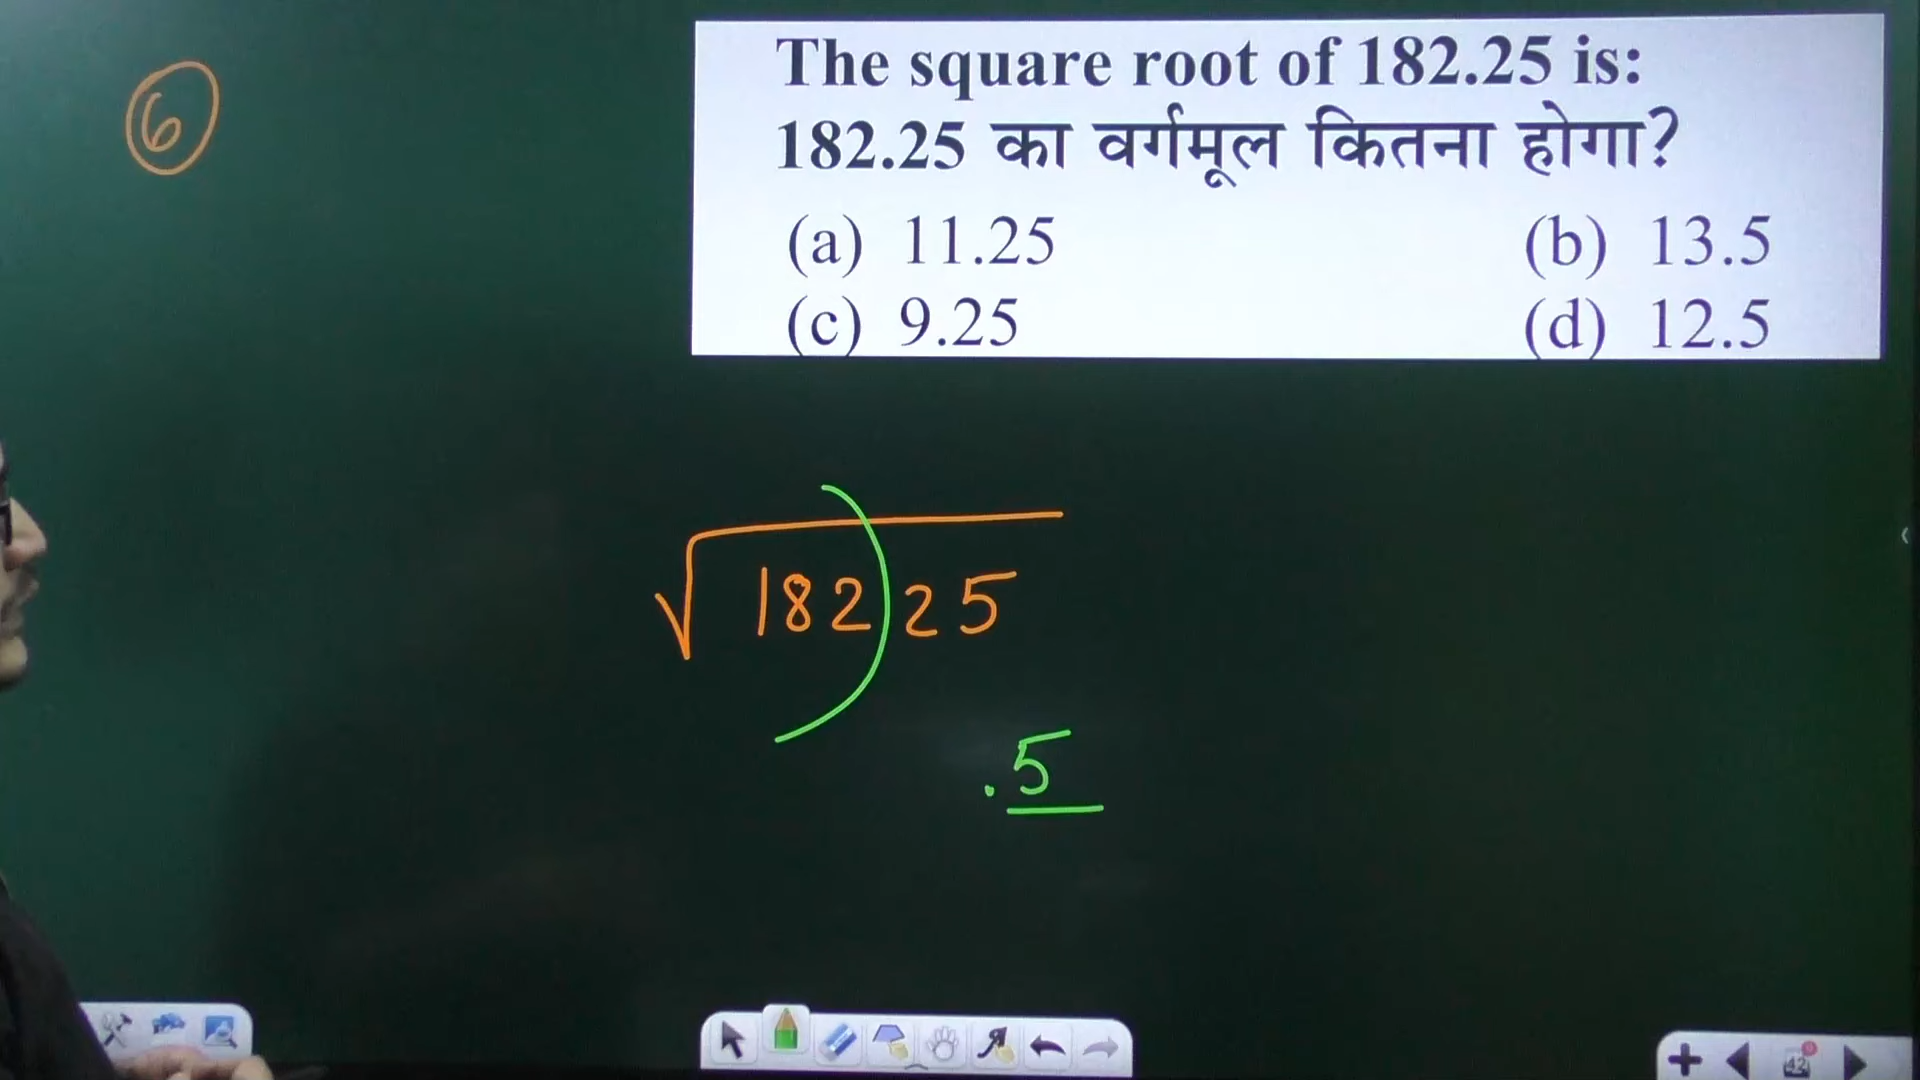 6
The square root of 182.25 is:
182.25 का वर्गमूल कितना होगा?
(a) 11.25
(b) 13.5
(c) 9.25
(d) 12.5
√182)25
.5
42